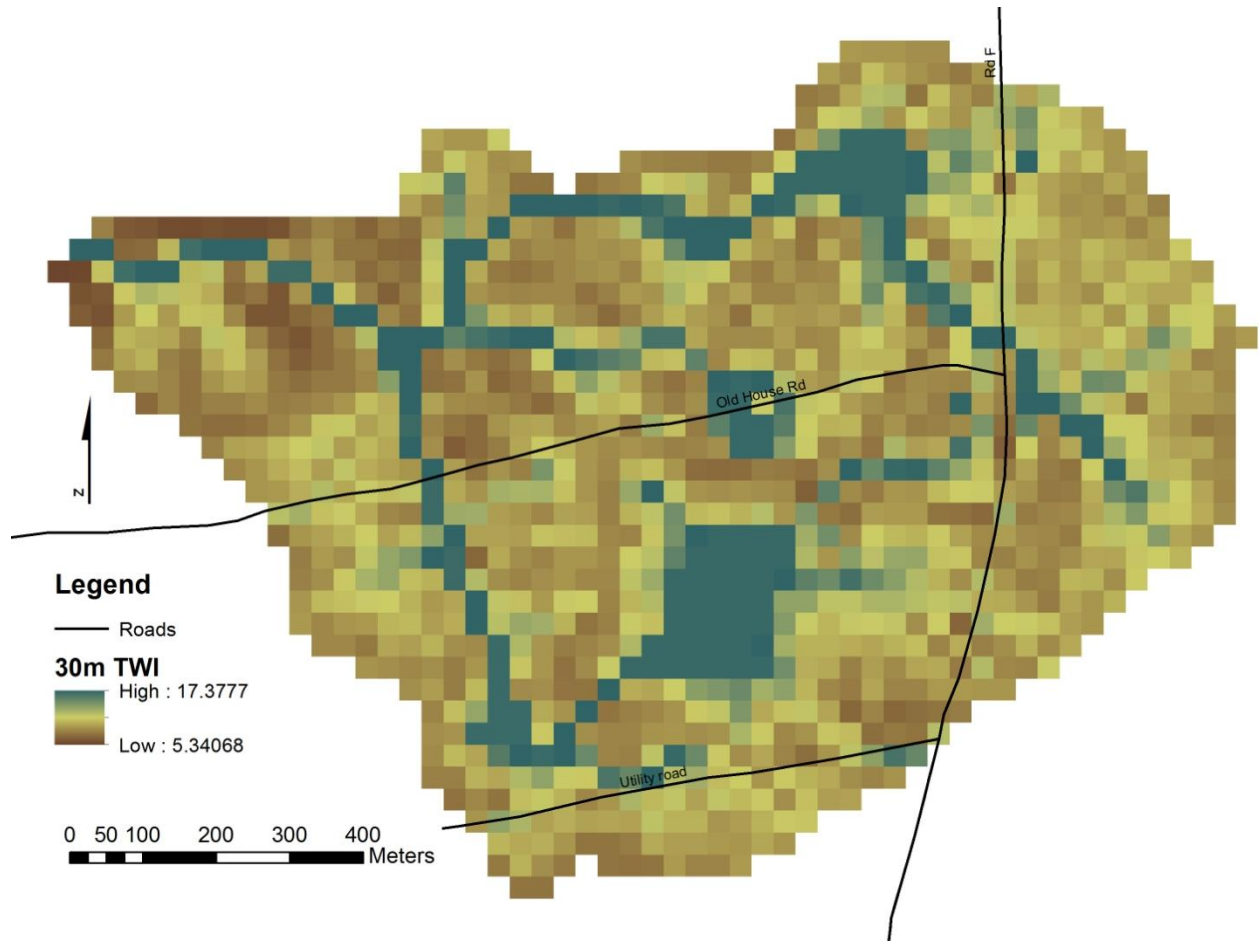 Rd F
Old House Rd
N
Legend
Roads
30m TWI
High : 17.3777
Low : 5.34068
Utility road
0 50 100 200 300 400
Meters